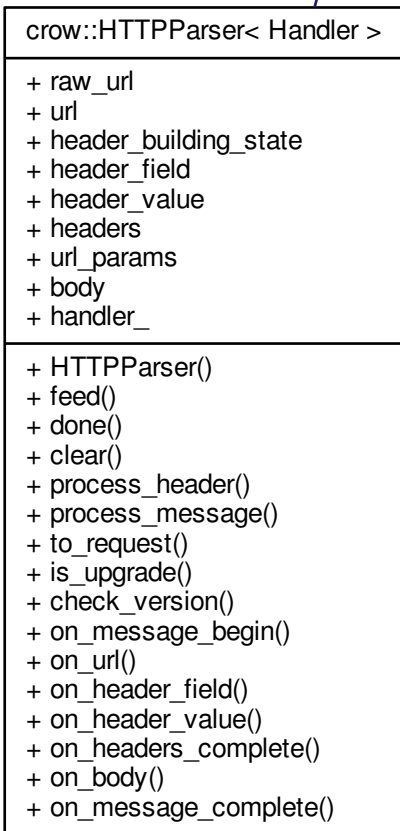 crow::HTTPParser< Handler >
+ raw_url
+ url
+ header_building_state
+ header_field
+ header_value
+ headers
+ url_params
+ body
+ handler_
+ HTTPParser()
+ feed()
+ done()
+ clear()
+ process_header()
+ process_message()
+ to_request()
+ is_upgrade()
+ check_version()
+ on_message_begin()
+ on_url()
+ on_header_field()
+ on_header_value()
+ on_headers_complete()
+ on_body()
+ on_message_complete()